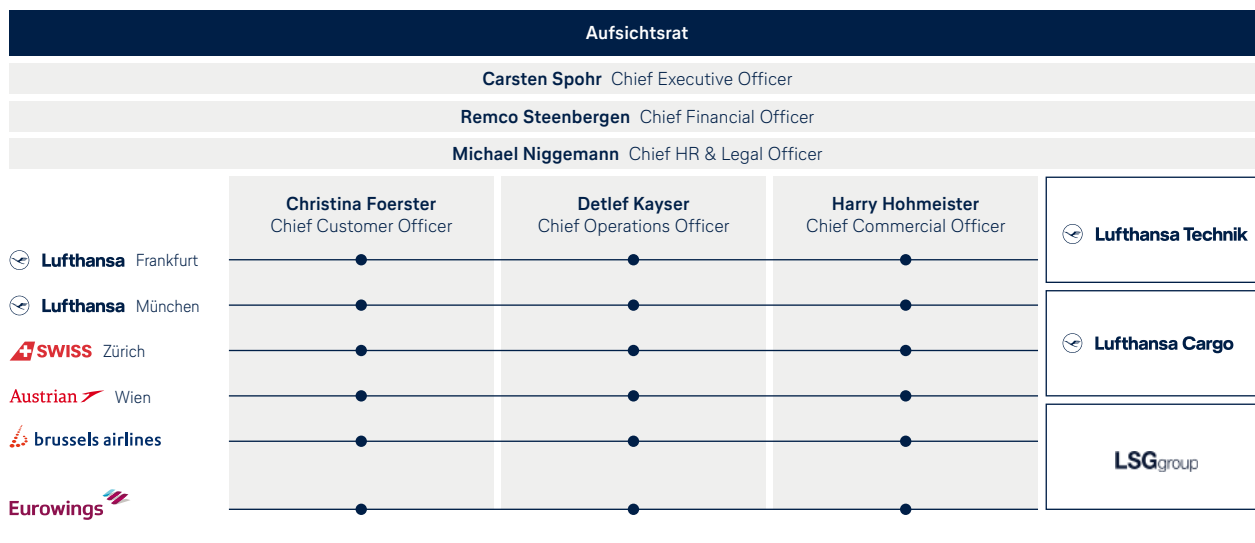 Aufsichtsrat
Carsten Spohr Chief Executive Officer
Remco Steenbergen Chief Financial Officer
Michael Niggemann Chief HR & Legal Officer
Christina Foerster
Chief Customer Officer
Detlef Kayser
Chief Operations Officer
Harry Hohmeister
Chief Commercial Officer
Lufthansa Frankfurt
Lufthansa München
SWISS Zürich
Austrian Wien
brussels airlines
Eurowings
Lufthansa Technik
Lufthansa Cargo
LSGgroup